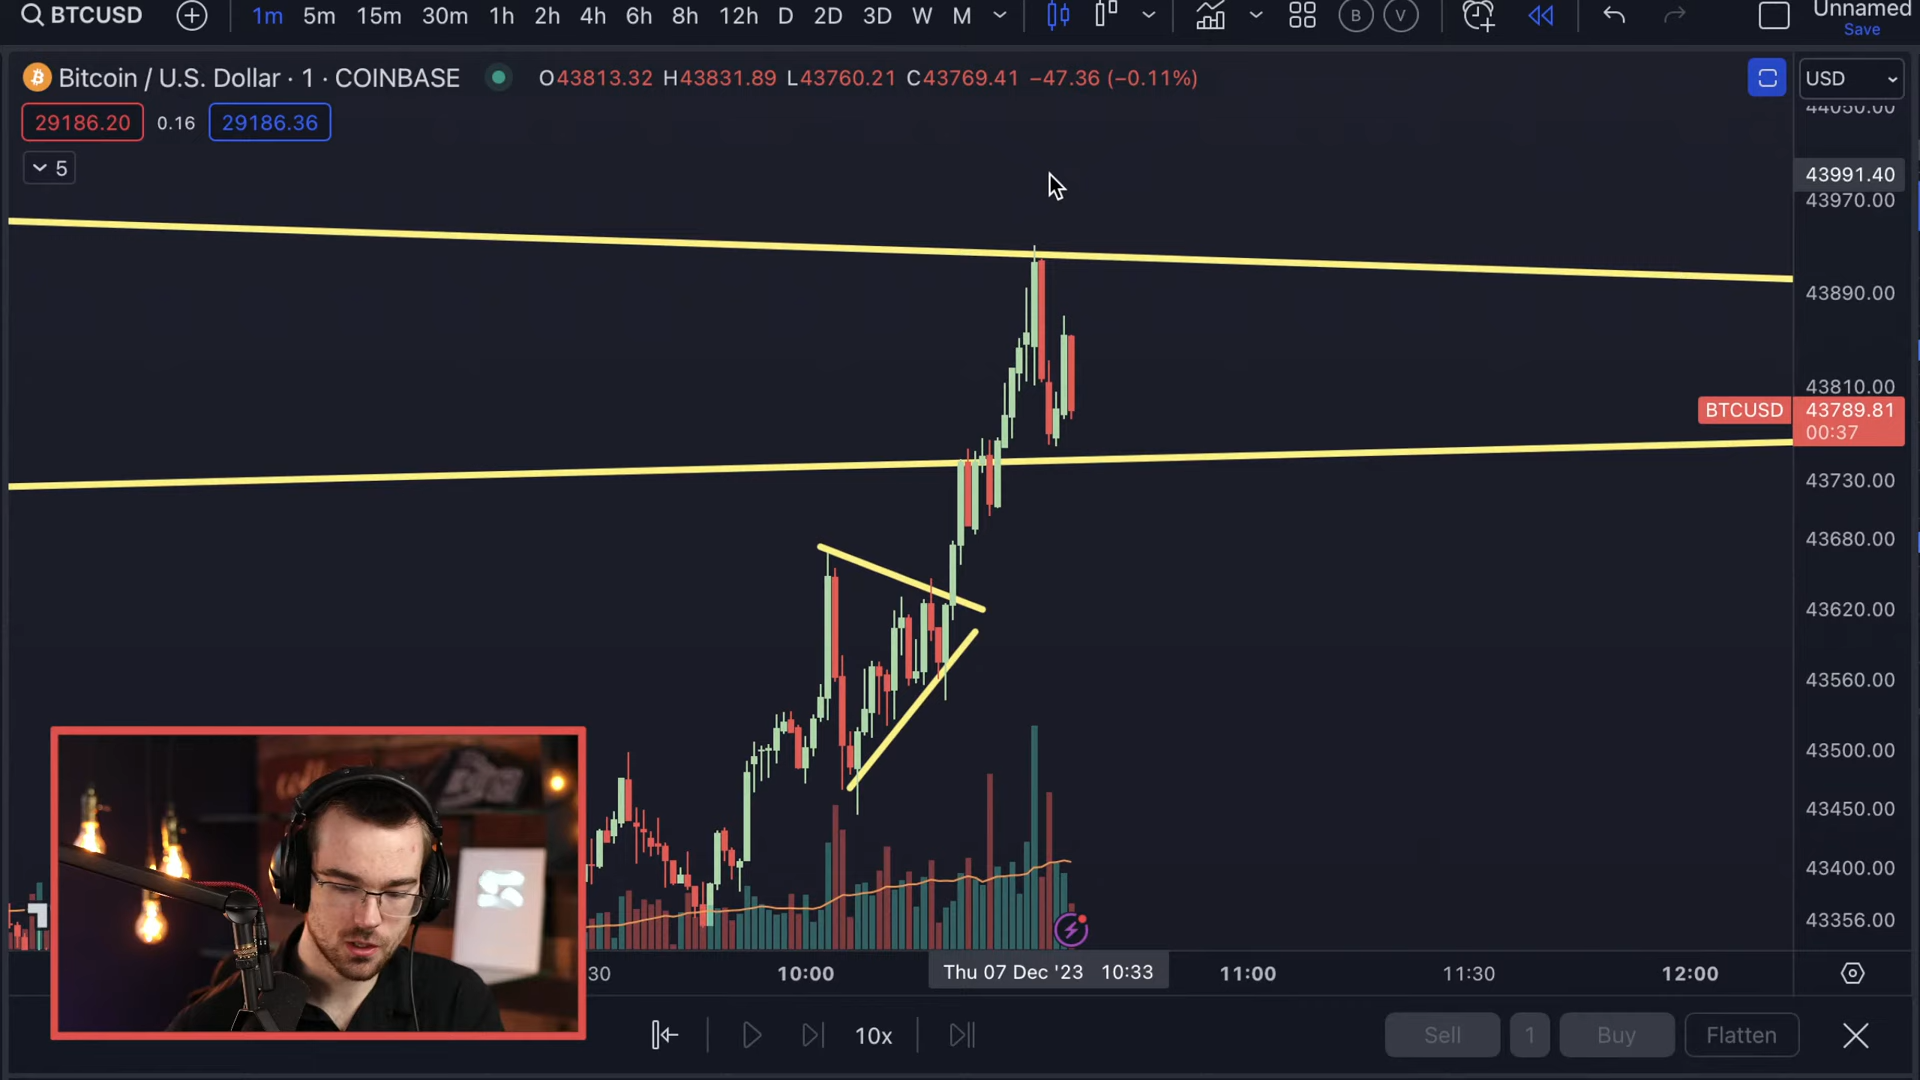 BTCUSD 1m 5m 15m 30m 1h 2h 4h 6h 8h 12h D 2D 3D W M B V Unnamed
Save
Bitcoin / U.S. Dollar · 1 · COINBASE O43813.32 H43831.89 L43760.21 C43769.41 −47.36 (−0.11%) USD
44050.00
29186.20 0.16 29186.36
5
43991.40
43970.00
43890.00
43810.00
BTCUSD 43789.81
00:37
43730.00
43680.00
43620.00
43560.00
43500.00
43450.00
43400.00
43356.00
30 10:00 Thu 07 Dec '23 10:33 11:00 11:30 12:00
10x Sell 1 Buy Flatten